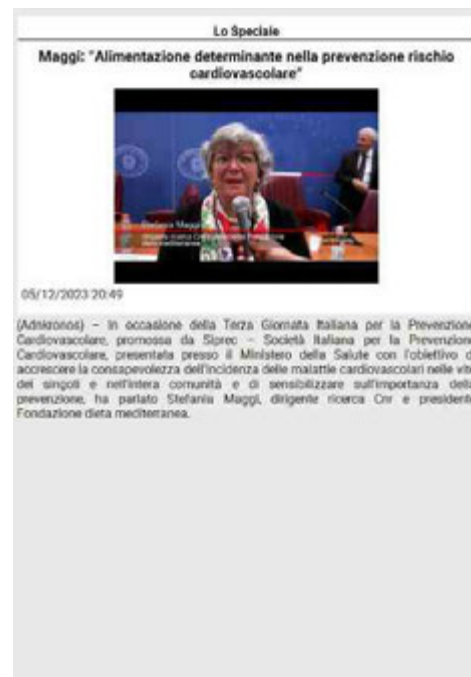 Lo Speciale
Maggi: "Alimentazione determinante nella prevenzione rischio
cardiovascolare"
Stefania Maggi
05/12/2023 20:49
(Adnkronos) – In occasione della Terza Giornata Italiana per la Prevenzione
Cardiovascolare, promossa da Siprec – Società Italiana per la Prevenzione
Cardiovascolare, presentata presso il Ministero della Salute con l'obiettivo d
accrescere la consapevolezza dell'incidenza delle malattie cardiovascolari nelle vite
dei singoli e nell'intera comunità e di sensibilizzare sull'importanza della
prevenzione, ha parlato Stefania Maggi, dirigente ricerca Cnr e presidente
Fondazione dieta mediterranea.